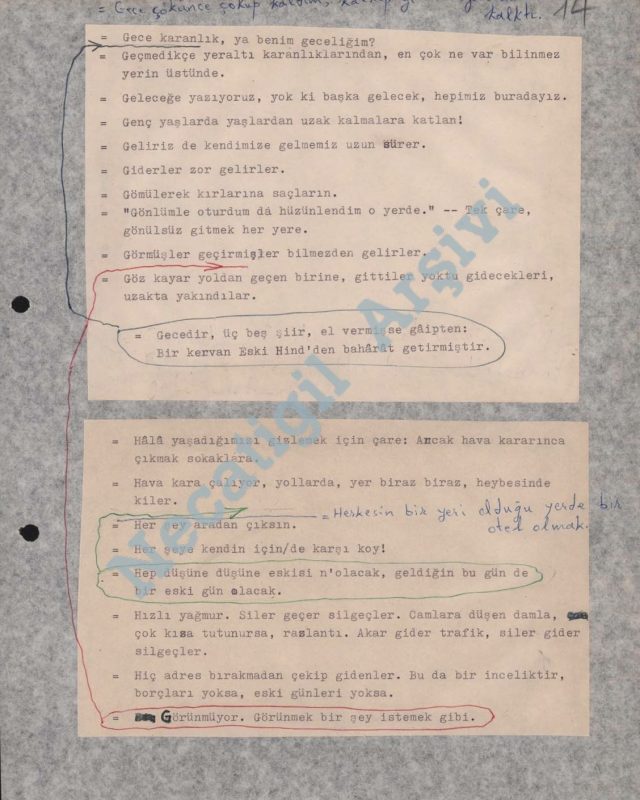 = Gece çökünce çöküp kaldım,
kalktı. 14
= Gece karanlık, ya benim geceliğim?
= Geçmedikçe yeraltı karanlıklarından, en çok ne var bilinmez
yerin üstünde.
= Geleceğe yazıyoruz, yok ki başka gelecek, hepimiz buradayız.
= Genç yaşlarda yaşlardan uzak kalmalara katlan!
= Geliriz de kendimize gelmemiz uzun sürer.
= Giderler zor gelirler.
= Gömülerek kırlarına saçların.
= "Gönlümle oturdum da hüzünlendim o yerde." -- Tek çare,
gönülsüz gitmek her yere.
= Görmüşler geçirmişler bilmezden gelirler.
= Göz kayar yoldan geçen birine, gittiler yoktu gidecekleri,
uzakta yakındılar.
= Gecedir, üç beş şiir, el vermişse gâipten:
Bir kervan Eski Hind'den bahârât getirmiştir.
= Hâlâ yaşadığımızı gizlemek için çare: Ancak hava kararınca
çıkmak sokaklara.
= Hava kara çalıyor, yollarda, yer biraz biraz, heybesinde
kiler.
= Herkesin bir yeri olduğu yerde bir
otel olmak.
= Her şey aradan çıksın.
= Her şeye kendin için/de karşı koy!
= Hep düşüne düşüne eskisi n'olacak, geldiğin bu gün de
bir eski gün olacak.
= Hızlı yağmur. Siler geçer silgeçler. Camlara düşen damla,
çok kısa tutunursa, raslantı. Akar gider trafik, siler gider
silgeçler.
= Hiç adres bırakmadan çekip gidenler. Bu da bir inceliktir,
borçları yoksa, eski günleri yoksa.
= Görünmüyor. Görünmek bir şey istemek gibi.
Necatigil Arşivi